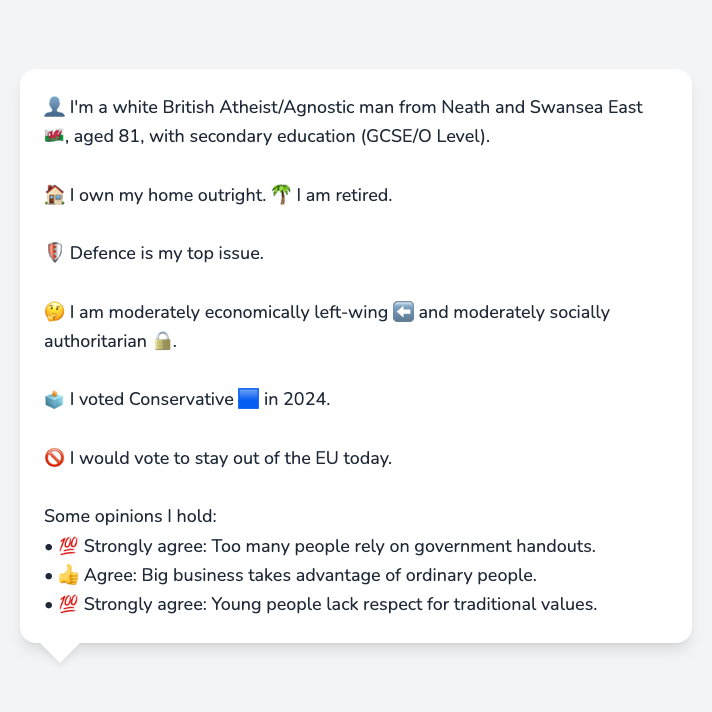 👤 I'm a white British Atheist/Agnostic man from Neath and Swansea East
🏴󠁧󠁢󠁷󠁬󠁳󠁿, aged 81, with secondary education (GCSE/O Level).
🏠 I own my home outright. 🌴 I am retired.
🛡️ Defence is my top issue.
🤔 I am moderately economically left-wing ⬅️ and moderately socially
authoritarian 🔒.
🗳️ I voted Conservative 🟦 in 2024.
🚫 I would vote to stay out of the EU today.
Some opinions I hold:
• 💯 Strongly agree: Too many people rely on government handouts.
• 👍 Agree: Big business takes advantage of ordinary people.
• 💯 Strongly agree: Young people lack respect for traditional values.